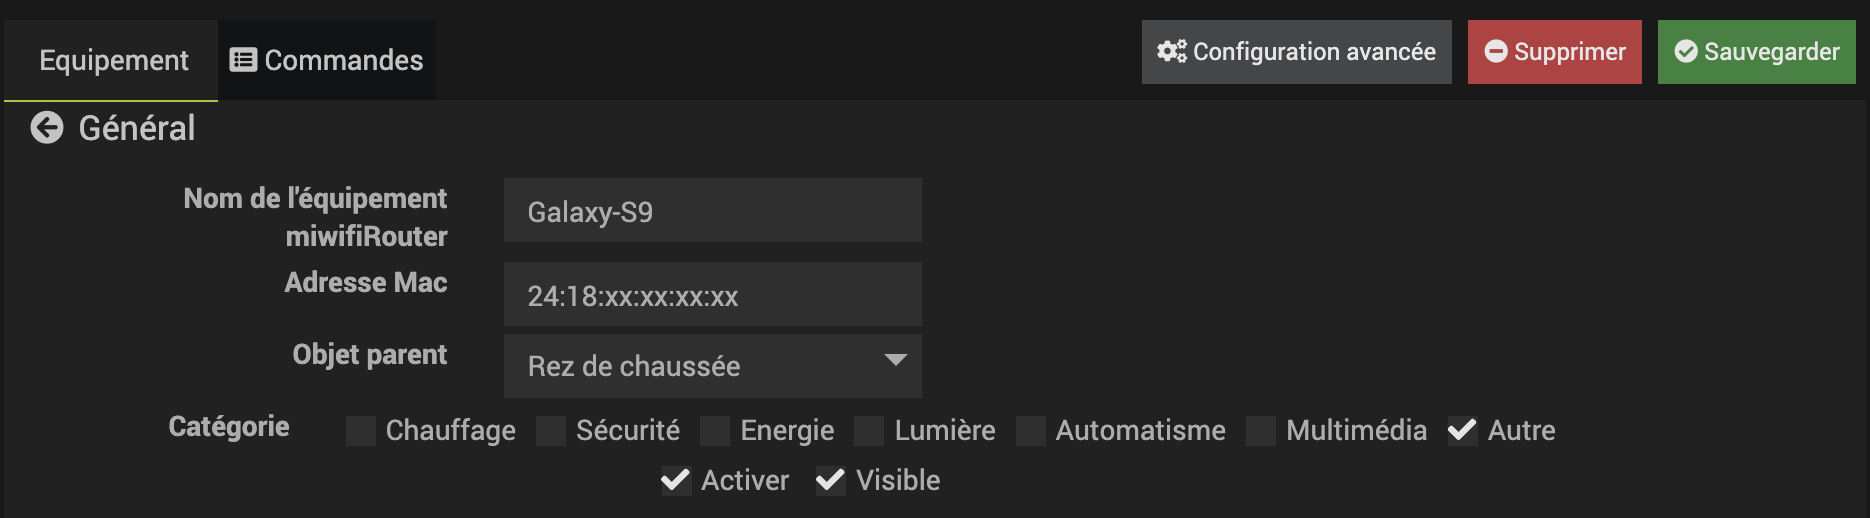 Equipement Commandes Configuration avancée Supprimer Sauvegarder
Général
Nom de l'équipement
miwifiRouter
Galaxy-S9
Adresse Mac 24:18:xx:xx:xx:xx
Objet parent Rez de chaussée
Catégorie Chauffage Sécurité Energie Lumière Automatisme Multimédia Autre
Activer Visible